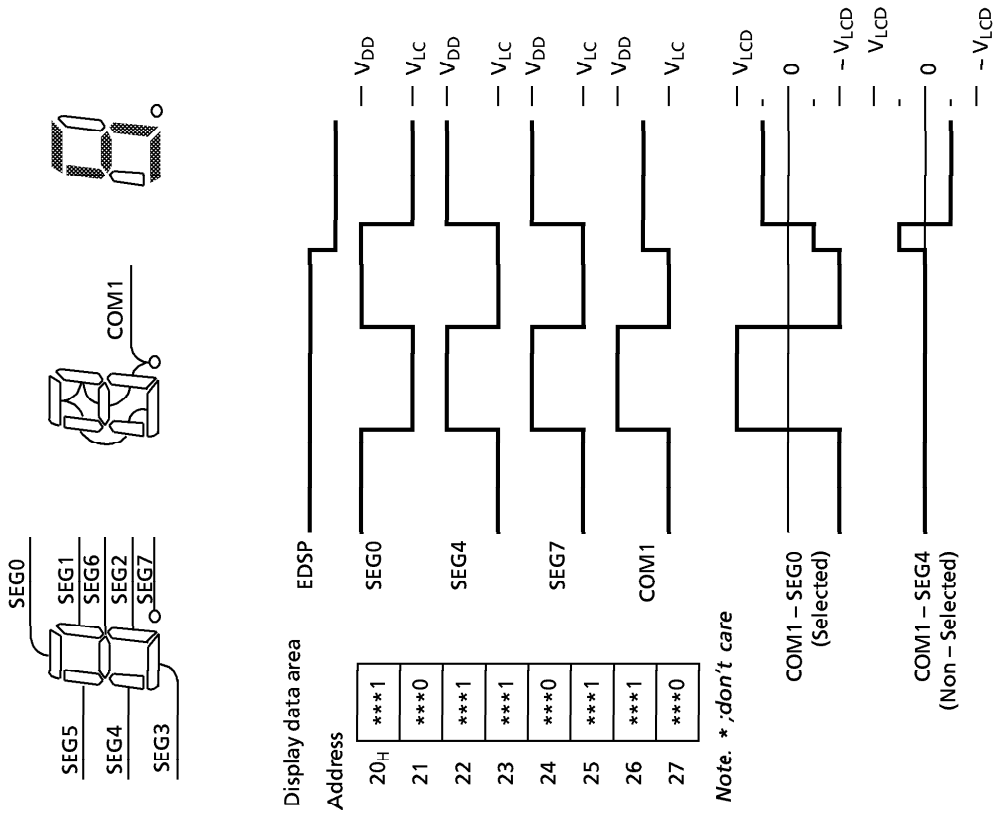 SEG0
SEG5
SEG1
SEG6
SEG4
SEG2
SEG7
SEG3
COM1
Display data area
Address
20H ***1
21 ***0
22 ***1
23 ***1
24 ***0
25 ***1
26 ***1
27 ***0
Note. * ;don't care
EDSP
SEG0
VDD
VLC
SEG4
VDD
VLC
SEG7
VDD
VLC
COM1
VDD
VLC
COM1 – SEG0
(Selected)
VLCD
0
– VLCD
COM1 – SEG4
(Non – Selected)
VLCD
0
– VLCD